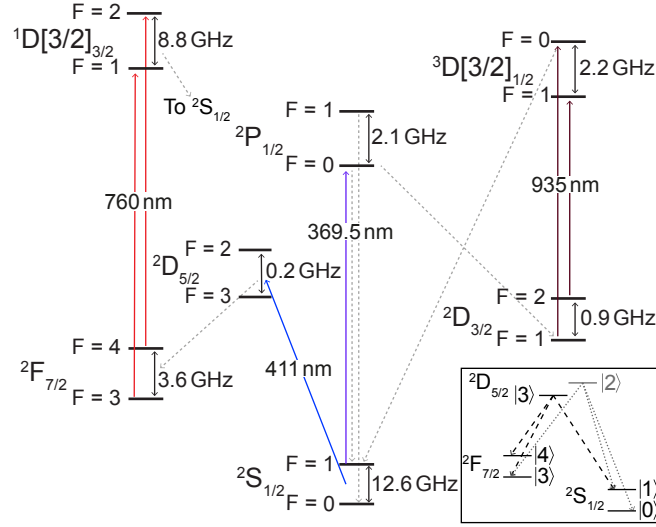 F = 2
¹D[3/2]₃/₂
8.8 GHz
F = 1
To ²S₁/₂
760 nm
F = 4
²F₇/₂
3.6 GHz
F = 3
F = 2
²D₅/₂
0.2 GHz
F = 3
411 nm
F = 1
²P₁/₂
2.1 GHz
F = 0
369.5 nm
F = 1
²S₁/₂
12.6 GHz
F = 0
F = 0
³D[3/2]₁/₂
2.2 GHz
F = 1
935 nm
F = 2
²D₃/₂
0.9 GHz
F = 1
²D₅/₂ |3⟩ |2⟩
²F₇/₂ |4⟩
|3⟩
²S₁/₂ |1⟩
|0⟩